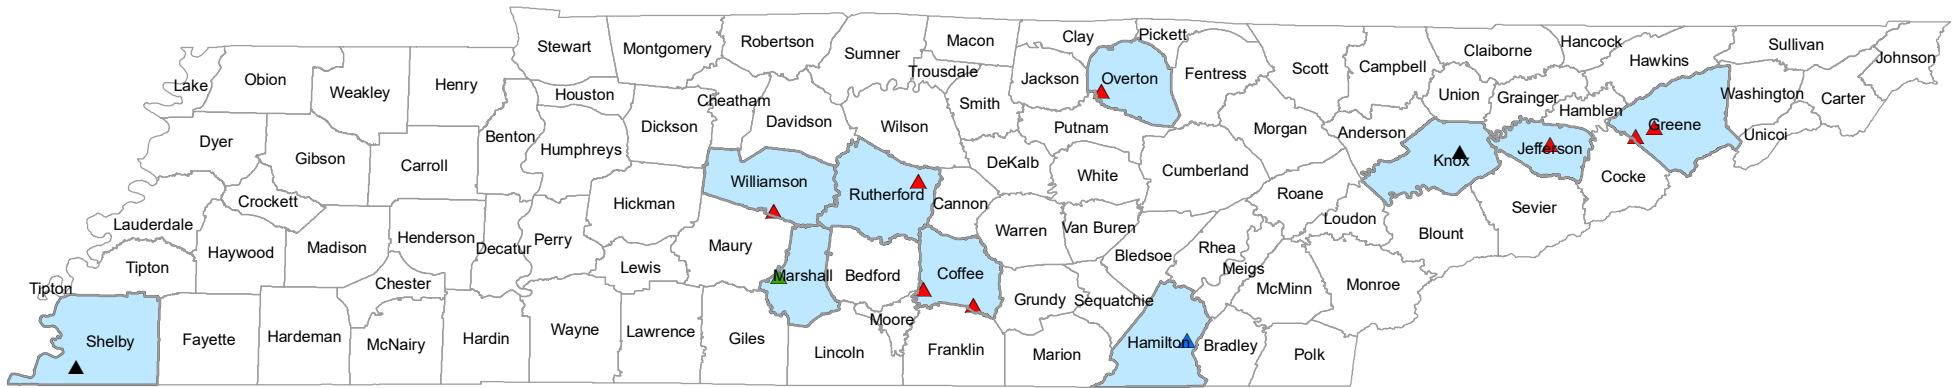 Stewart
Montgomery
Robertson
Sumner
Macon
Trousdale
Clay
Pickett
Jackson
Overton
Fentress
Scott
Campbell
Claiborne
Hancock
Hawkins
Sullivan
Johnson
Lake
Obion
Weakley
Henry
Houston
Cheatham
Smith
Union
Grainger
Hamblen
Washington
Carter
Dyer
Gibson
Carroll
Benton
Humphreys
Dickson
Davidson
Wilson
Putnam
Morgan
Anderson
Greene
Unicoi
Crockett
Lauderdale
Hickman
Williamson
Rutherford
Cannon
DeKalb
White
Cumberland
Roane
Knox
Jefferson
Cocke
Sevier
Haywood
Madison
Henderson
Decatur
Perry
Maury
Warren
Van Buren
Loudon
Blount
Tipton
Tipton
Chester
Lewis
Marshall
Bedford
Coffee
Grundy
Sequatchie
Bledsoe
Rhea
Meigs
McMinn
Monroe
Shelby
Fayette
Hardeman
McNairy
Hardin
Wayne
Lawrence
Giles
Lincoln
Moore
Franklin
Marion
Hamilton
Bradley
Polk